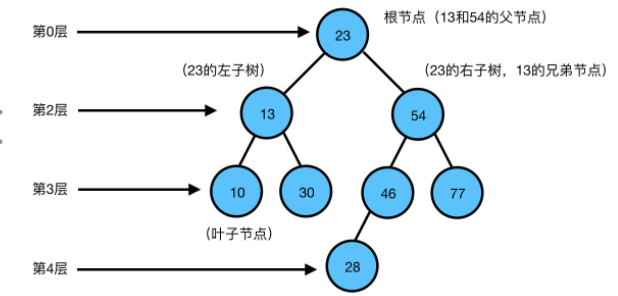 根节点（13和54的父节点）
第0层
23
（23的左子树）
（23的右子树，13的兄弟节点）
第2层
13
54
第3层
10
30
46
77
（叶子节点）
第4层
28